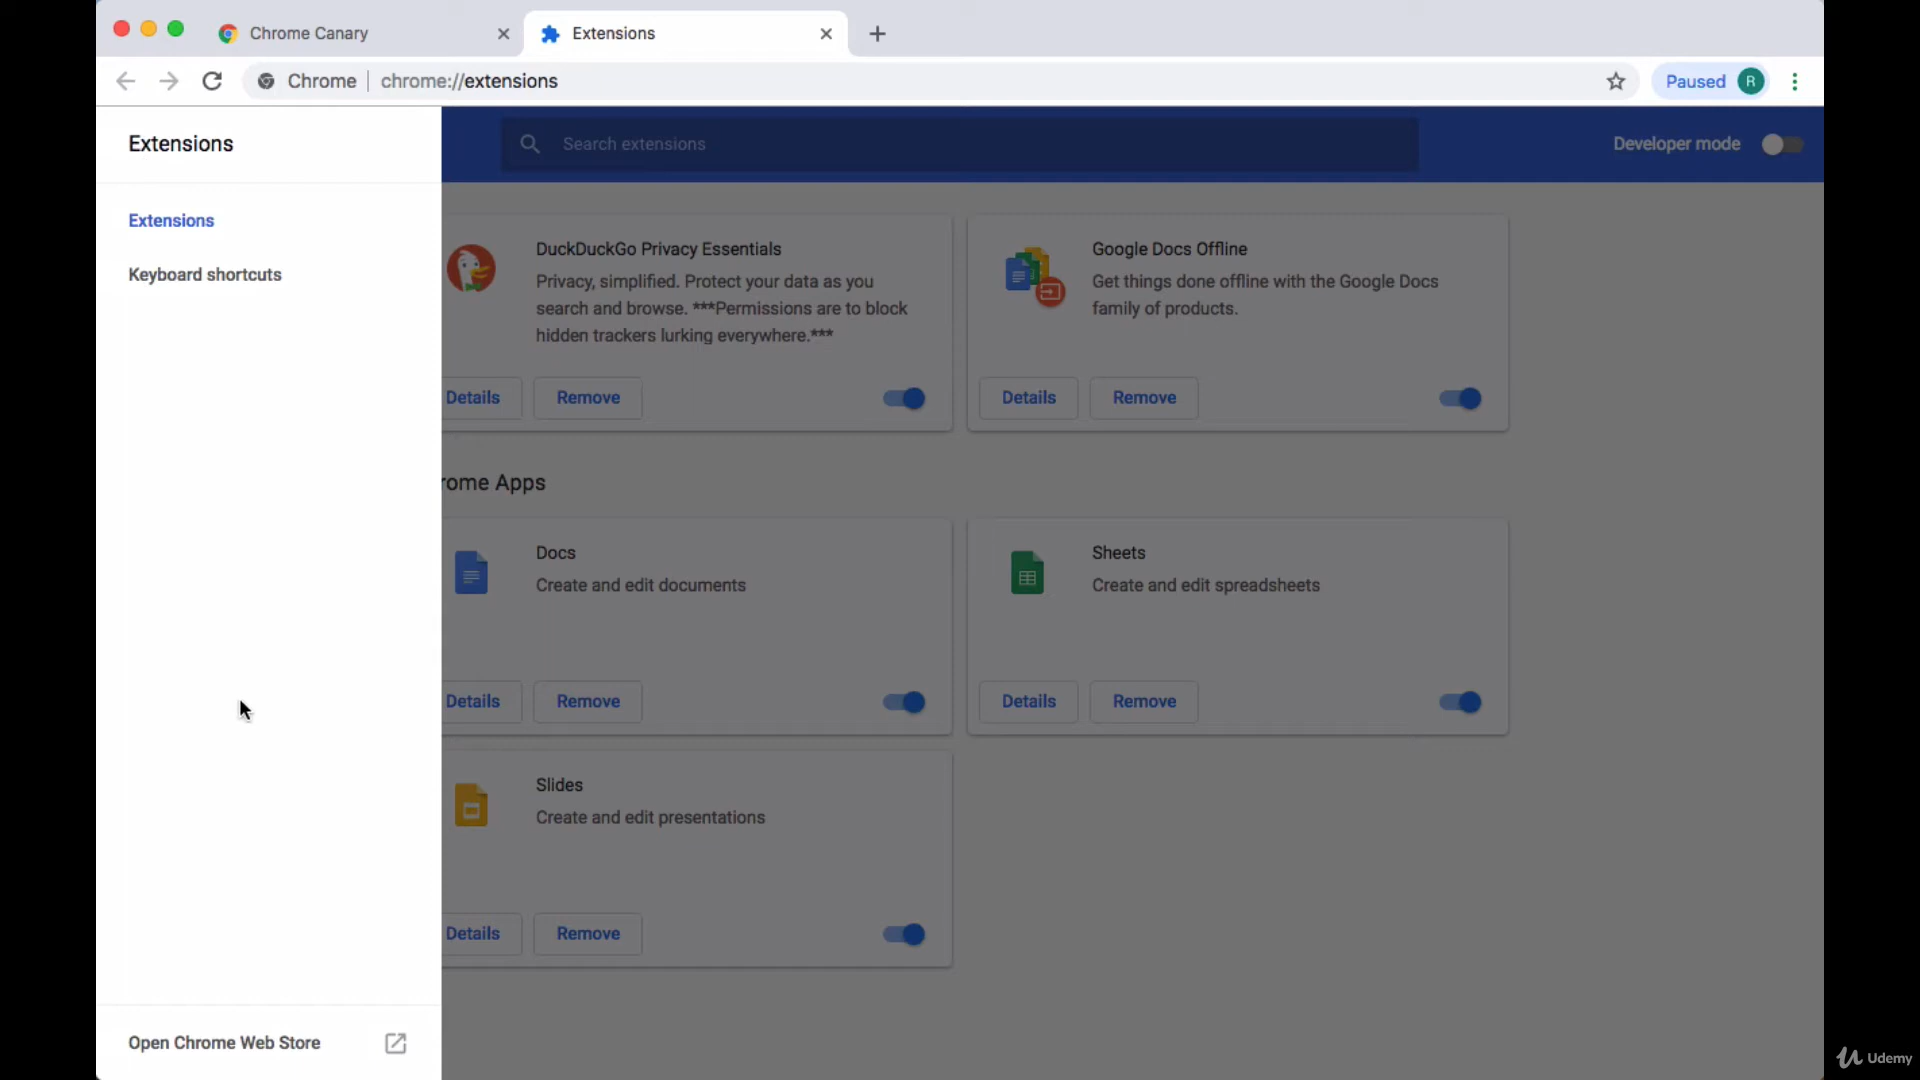 Chrome Canary
Extensions
Chrome
chrome://extensions
Paused
R
Extensions
Search extensions
Developer mode
Extensions
Keyboard shortcuts
DuckDuckGo Privacy Essentials
Privacy, simplified. Protect your data as you
search and browse. ***Permissions are to block
hidden trackers lurking everywhere.***
Details
Remove
Google Docs Offline
Get things done offline with the Google Docs
family of products.
Details
Remove
rome Apps
Docs
Create and edit documents
Details
Remove
Sheets
Create and edit spreadsheets
Details
Remove
Slides
Create and edit presentations
Details
Remove
Open Chrome Web Store
Udemy